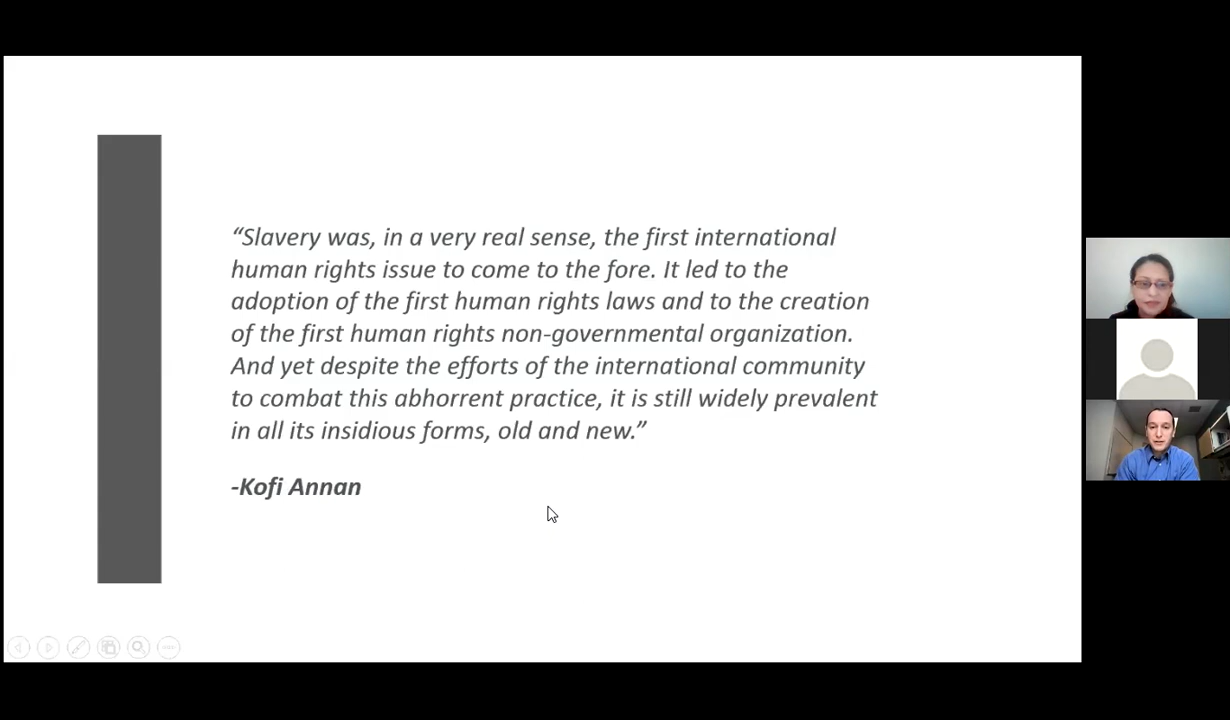 “Slavery was, in a very real sense, the first international
human rights issue to come to the fore. It led to the
adoption of the first human rights laws and to the creation
of the first human rights non-governmental organization.
And yet despite the efforts of the international community
to combat this abhorrent practice, it is still widely prevalent
in all its insidious forms, old and new.”
-Kofi Annan